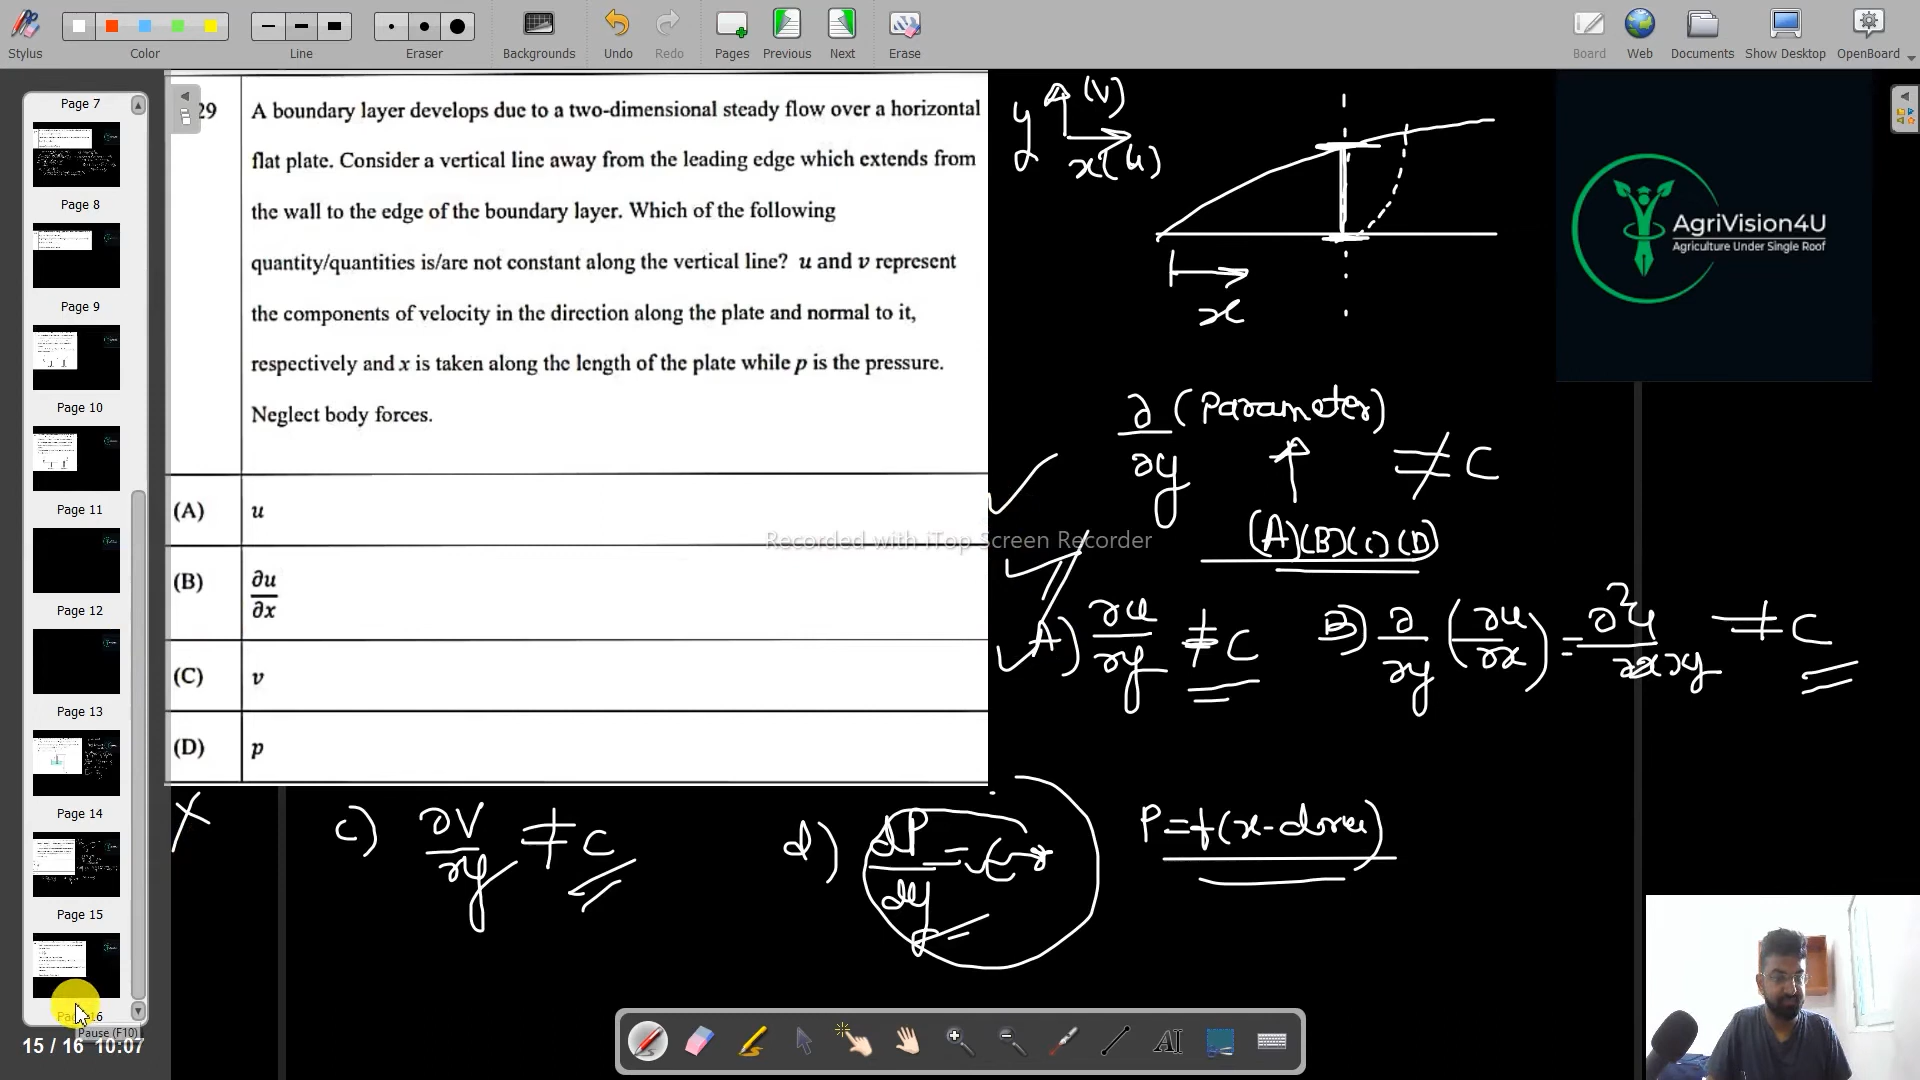 Stylus
Color
Line
Eraser
Backgrounds
Undo
Redo
Pages
Previous
Next
Erase
Board
Web
Documents
Show Desktop
OpenBoard
Page 7
Page 8
Page 9
Page 10
Page 11
Page 12
Page 13
Page 14
Page 15
Pause (F10)
15 / 16 10:07
29
A boundary layer develops due to a two-dimensional steady flow over a horizontal
flat plate. Consider a vertical line away from the leading edge which extends from
the wall to the edge of the boundary layer. Which of the following
quantity/quantities is/are not constant along the vertical line? u and v represent
the components of velocity in the direction along the plate and normal to it,
respectively and x is taken along the length of the plate while p is the pressure.
Neglect body forces.
(A) u
(B) ∂u/∂x
(C) v
(D) p
Recorded with iTop Screen Recorder
y (v)
x(u)
x
AgriVision4U
Agriculture Under Single Roof
∂/∂y (Parameter) ≠ C
(A)(B)(C)(D)
A) ∂u/∂y ≠ C
B) ∂/∂y (∂u/∂x) = ∂²u/∂x∂y ≠ C
C) ∂V/∂y ≠ C
d) dP/dy =
P = f(x-
AI